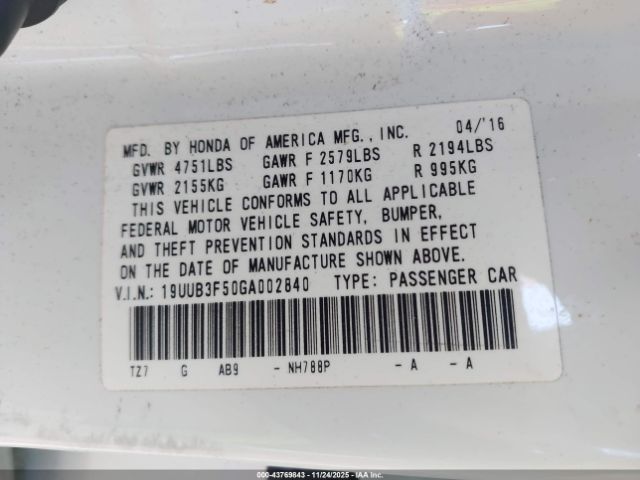 MFD. BY HONDA OF AMERICA MFG., INC. 04/'16
GVWR 4751LBS GAWR F 2579LBS R 2194LBS
GVWR 2155KG GAWR F 1170KG R 995KG
THIS VEHICLE CONFORMS TO ALL APPLICABLE
FEDERAL MOTOR VEHICLE SAFETY, BUMPER,
AND THEFT PREVENTION STANDARDS IN EFFECT
ON THE DATE OF MANUFACTURE SHOWN ABOVE.
V.I.N.: 19UUB3F50GA002840 TYPE: PASSENGER CAR
TZ7 G AB9 - NH788P - A - A
000-43769843 - 11/24/2025 - IAA Inc.